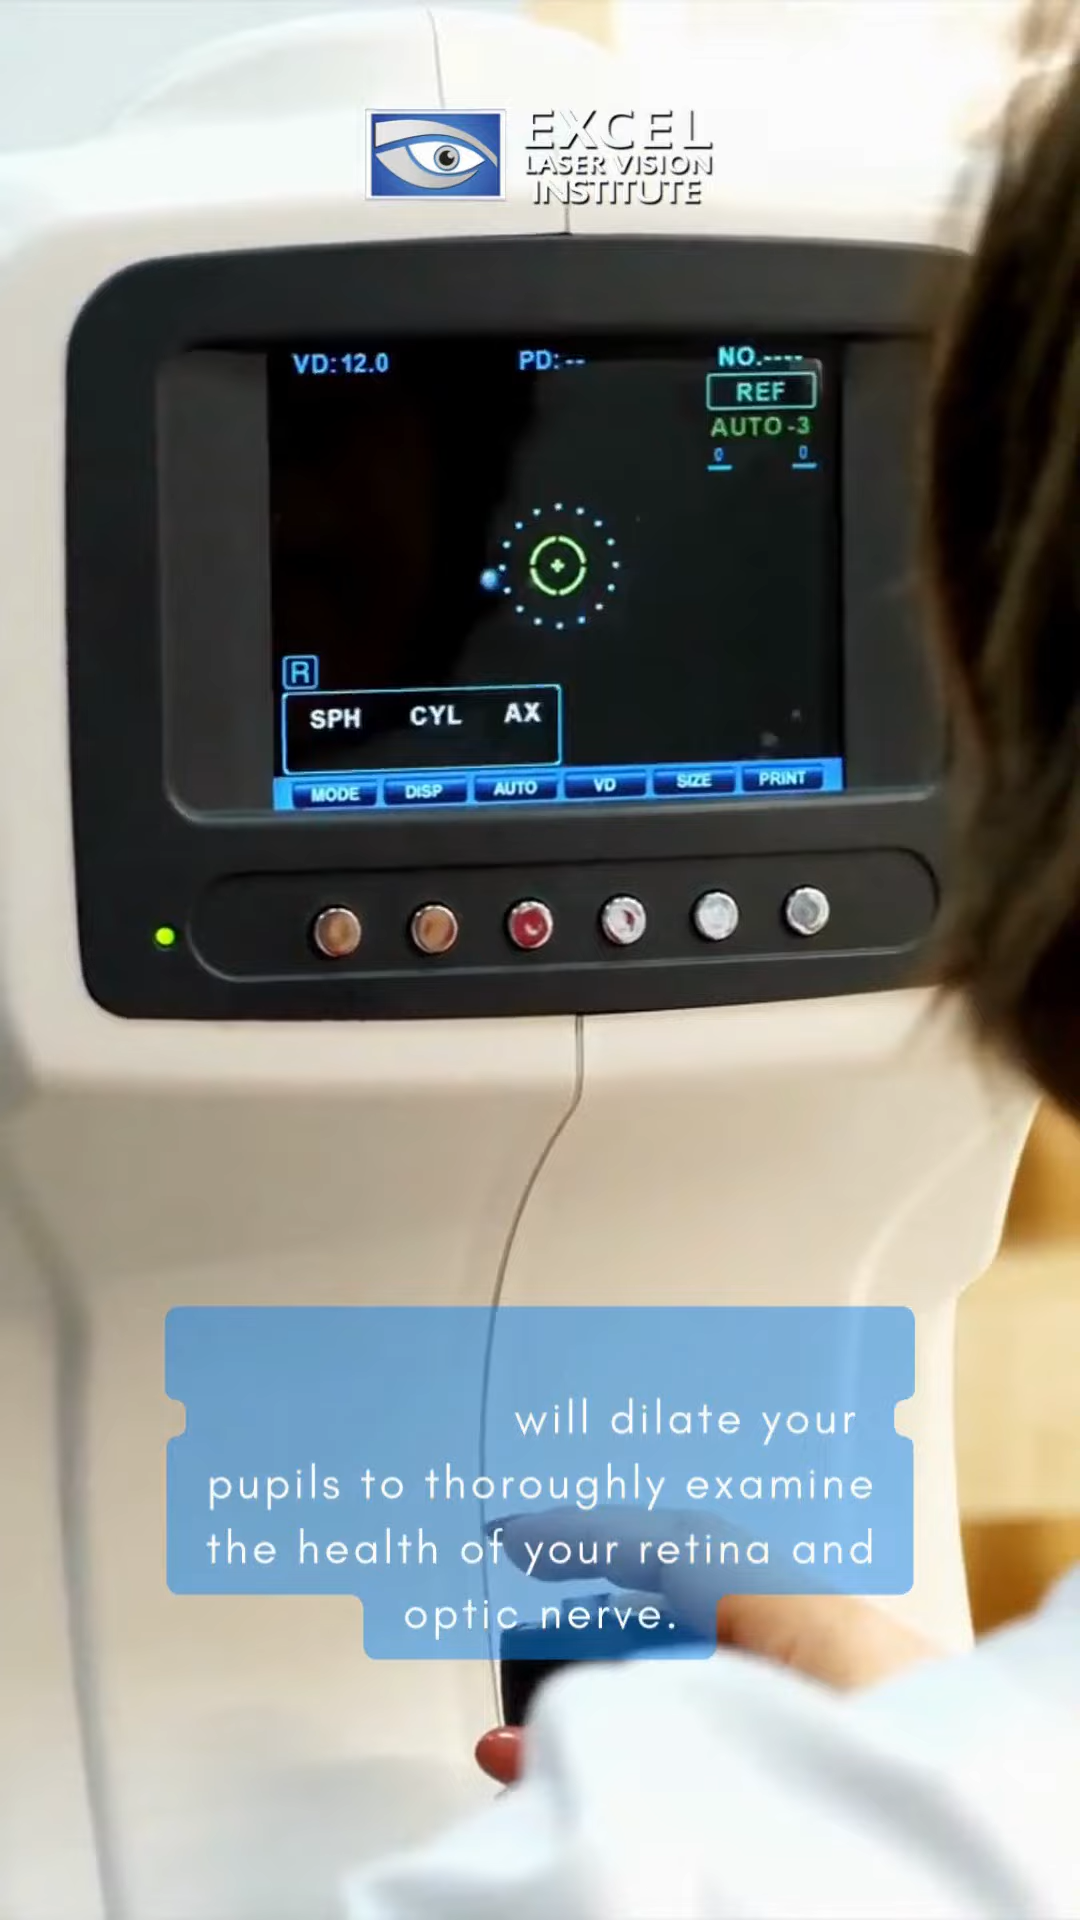 EXCEL
LASER VISION
INSTITUTE
VD:12.0 PD:-- NO.----
REF
AUTO -3
0 0
R
SPH CYL AX
MODE DISP AUTO VD SIZE PRINT
will dilate your
pupils to thoroughly examine
the health of your retina and
optic nerve.